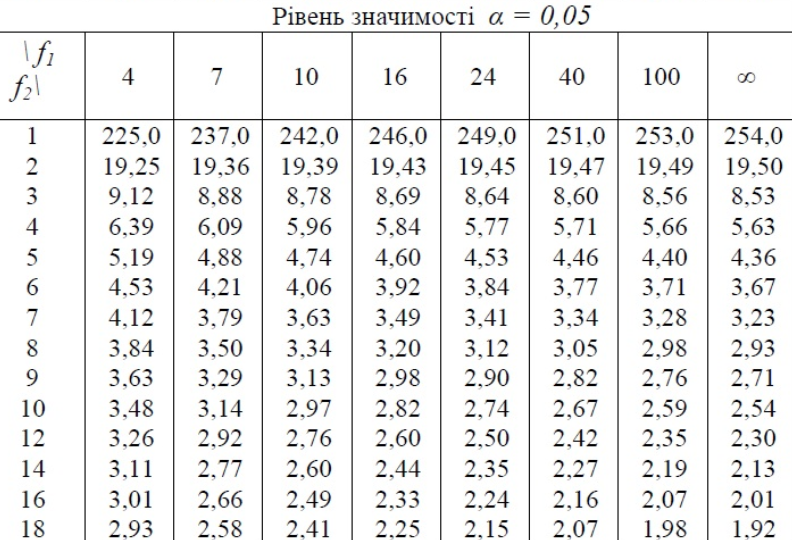 Рівень значимості α = 0,05
\ f1 4 7 10 16 24 40 100 ∞
f2\
1 225,0 237,0 242,0 246,0 249,0 251,0 253,0 254,0
2 19,25 19,36 19,39 19,43 19,45 19,47 19,49 19,50
3 9,12 8,88 8,78 8,69 8,64 8,60 8,56 8,53
4 6,39 6,09 5,96 5,84 5,77 5,71 5,66 5,63
5 5,19 4,88 4,74 4,60 4,53 4,46 4,40 4,36
6 4,53 4,21 4,06 3,92 3,84 3,77 3,71 3,67
7 4,12 3,79 3,63 3,49 3,41 3,34 3,28 3,23
8 3,84 3,50 3,34 3,20 3,12 3,05 2,98 2,93
9 3,63 3,29 3,13 2,98 2,90 2,82 2,76 2,71
10 3,48 3,14 2,97 2,82 2,74 2,67 2,59 2,54
12 3,26 2,92 2,76 2,60 2,50 2,42 2,35 2,30
14 3,11 2,77 2,60 2,44 2,35 2,27 2,19 2,13
16 3,01 2,66 2,49 2,33 2,24 2,16 2,07 2,01
18 2,93 2,58 2,41 2,25 2,15 2,07 1,98 1,92